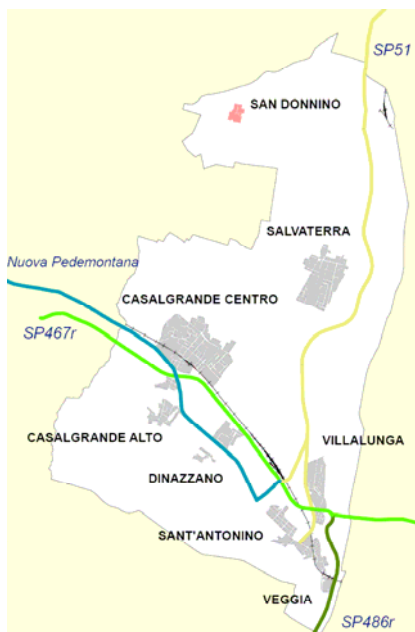 SP51
SAN DONNINO
SALVATERRA
Nuova Pedemontana
CASALGRANDE CENTRO
SP467r
CASALGRANDE ALTO
VILLALUNGA
DINAZZANO
SANT'ANTONINO
VEGGIA
SP486r